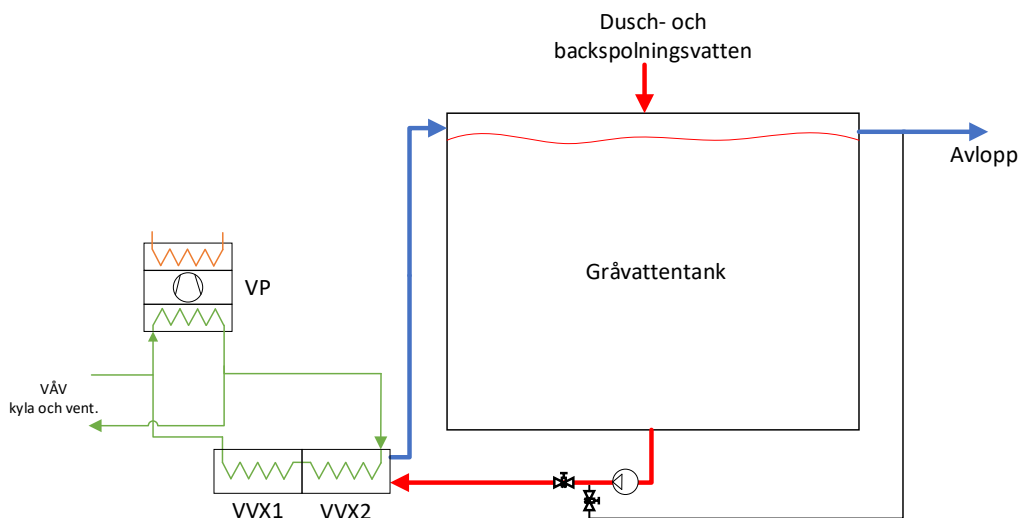 Dusch- och
backspolningsvatten
Avlopp
Gråvattentank
VP
VÅV
kyla och vent.
VVX1
VVX2